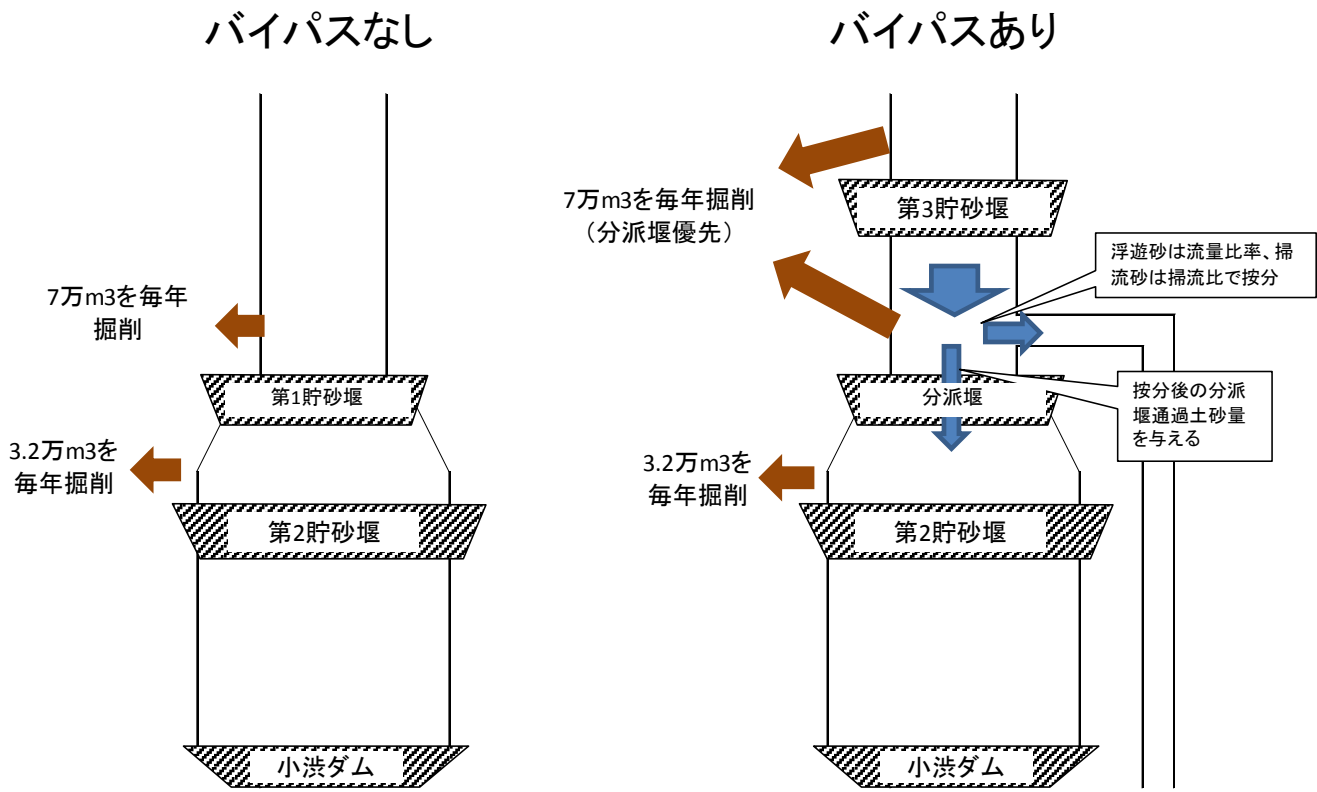 バイパスなし
7万m3を毎年
掘削
第1貯砂堰
3.2万m3を
毎年掘削
第2貯砂堰
小渋ダム
バイパスあり
7万m3を毎年掘削
（分派堰優先）
第3貯砂堰
浮遊砂は流量比率、掃
流砂は掃流比で按分
分派堰
按分後の分派
堰通過土砂量
を与える
3.2万m3を
毎年掘削
第2貯砂堰
小渋ダム